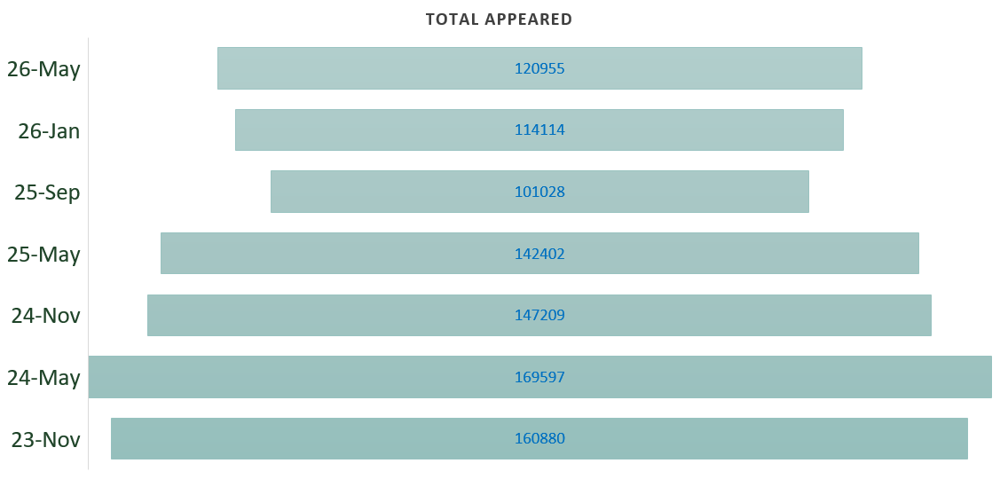 TOTAL APPEARED
26-May 120955
26-Jan 114114
25-Sep 101028
25-May 142402
24-Nov 147209
24-May 169597
23-Nov 160880